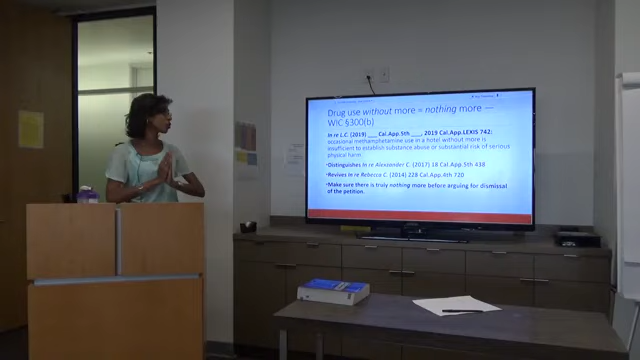 Drug use without more = nothing more —
WIC §300(b)
In re L.C. (2019) ___ Cal.App.5th ___, 2019 Cal.App.LEXIS 742:
occasional methamphetamine use in a hotel without more is
insufficient to establish substance abuse or substantial risk of serious
physical harm
•Distinguishes In re Alexander C. (2017) 18 Cal.App.5th 438
•Revives In re Rebecca C. (2014) 228 Cal.App.4th 720
•Make sure there is truly nothing more before arguing for dismissal
of the petition.